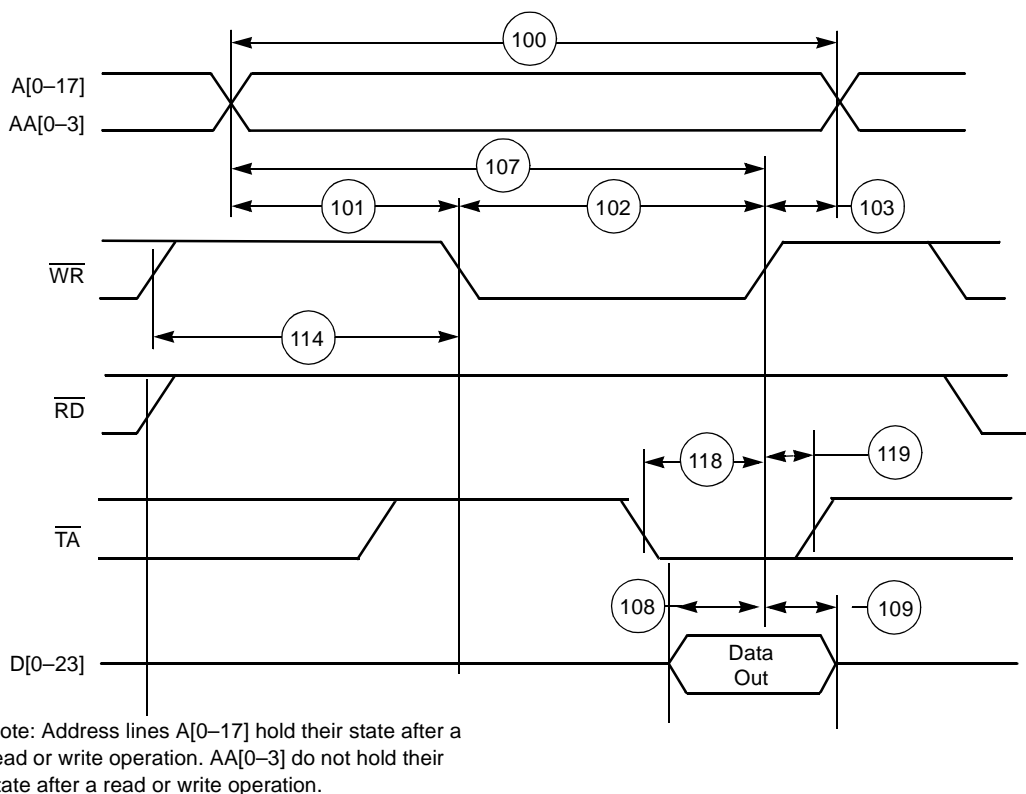 100
A[0–17]
AA[0–3]
107
101
102
103
WR
114
RD
118
119
TA
108
109
D[0–23]
Data
Out
ote: Address lines A[0–17] hold their state after a
ead or write operation. AA[0–3] do not hold their
tate after a read or write operation.